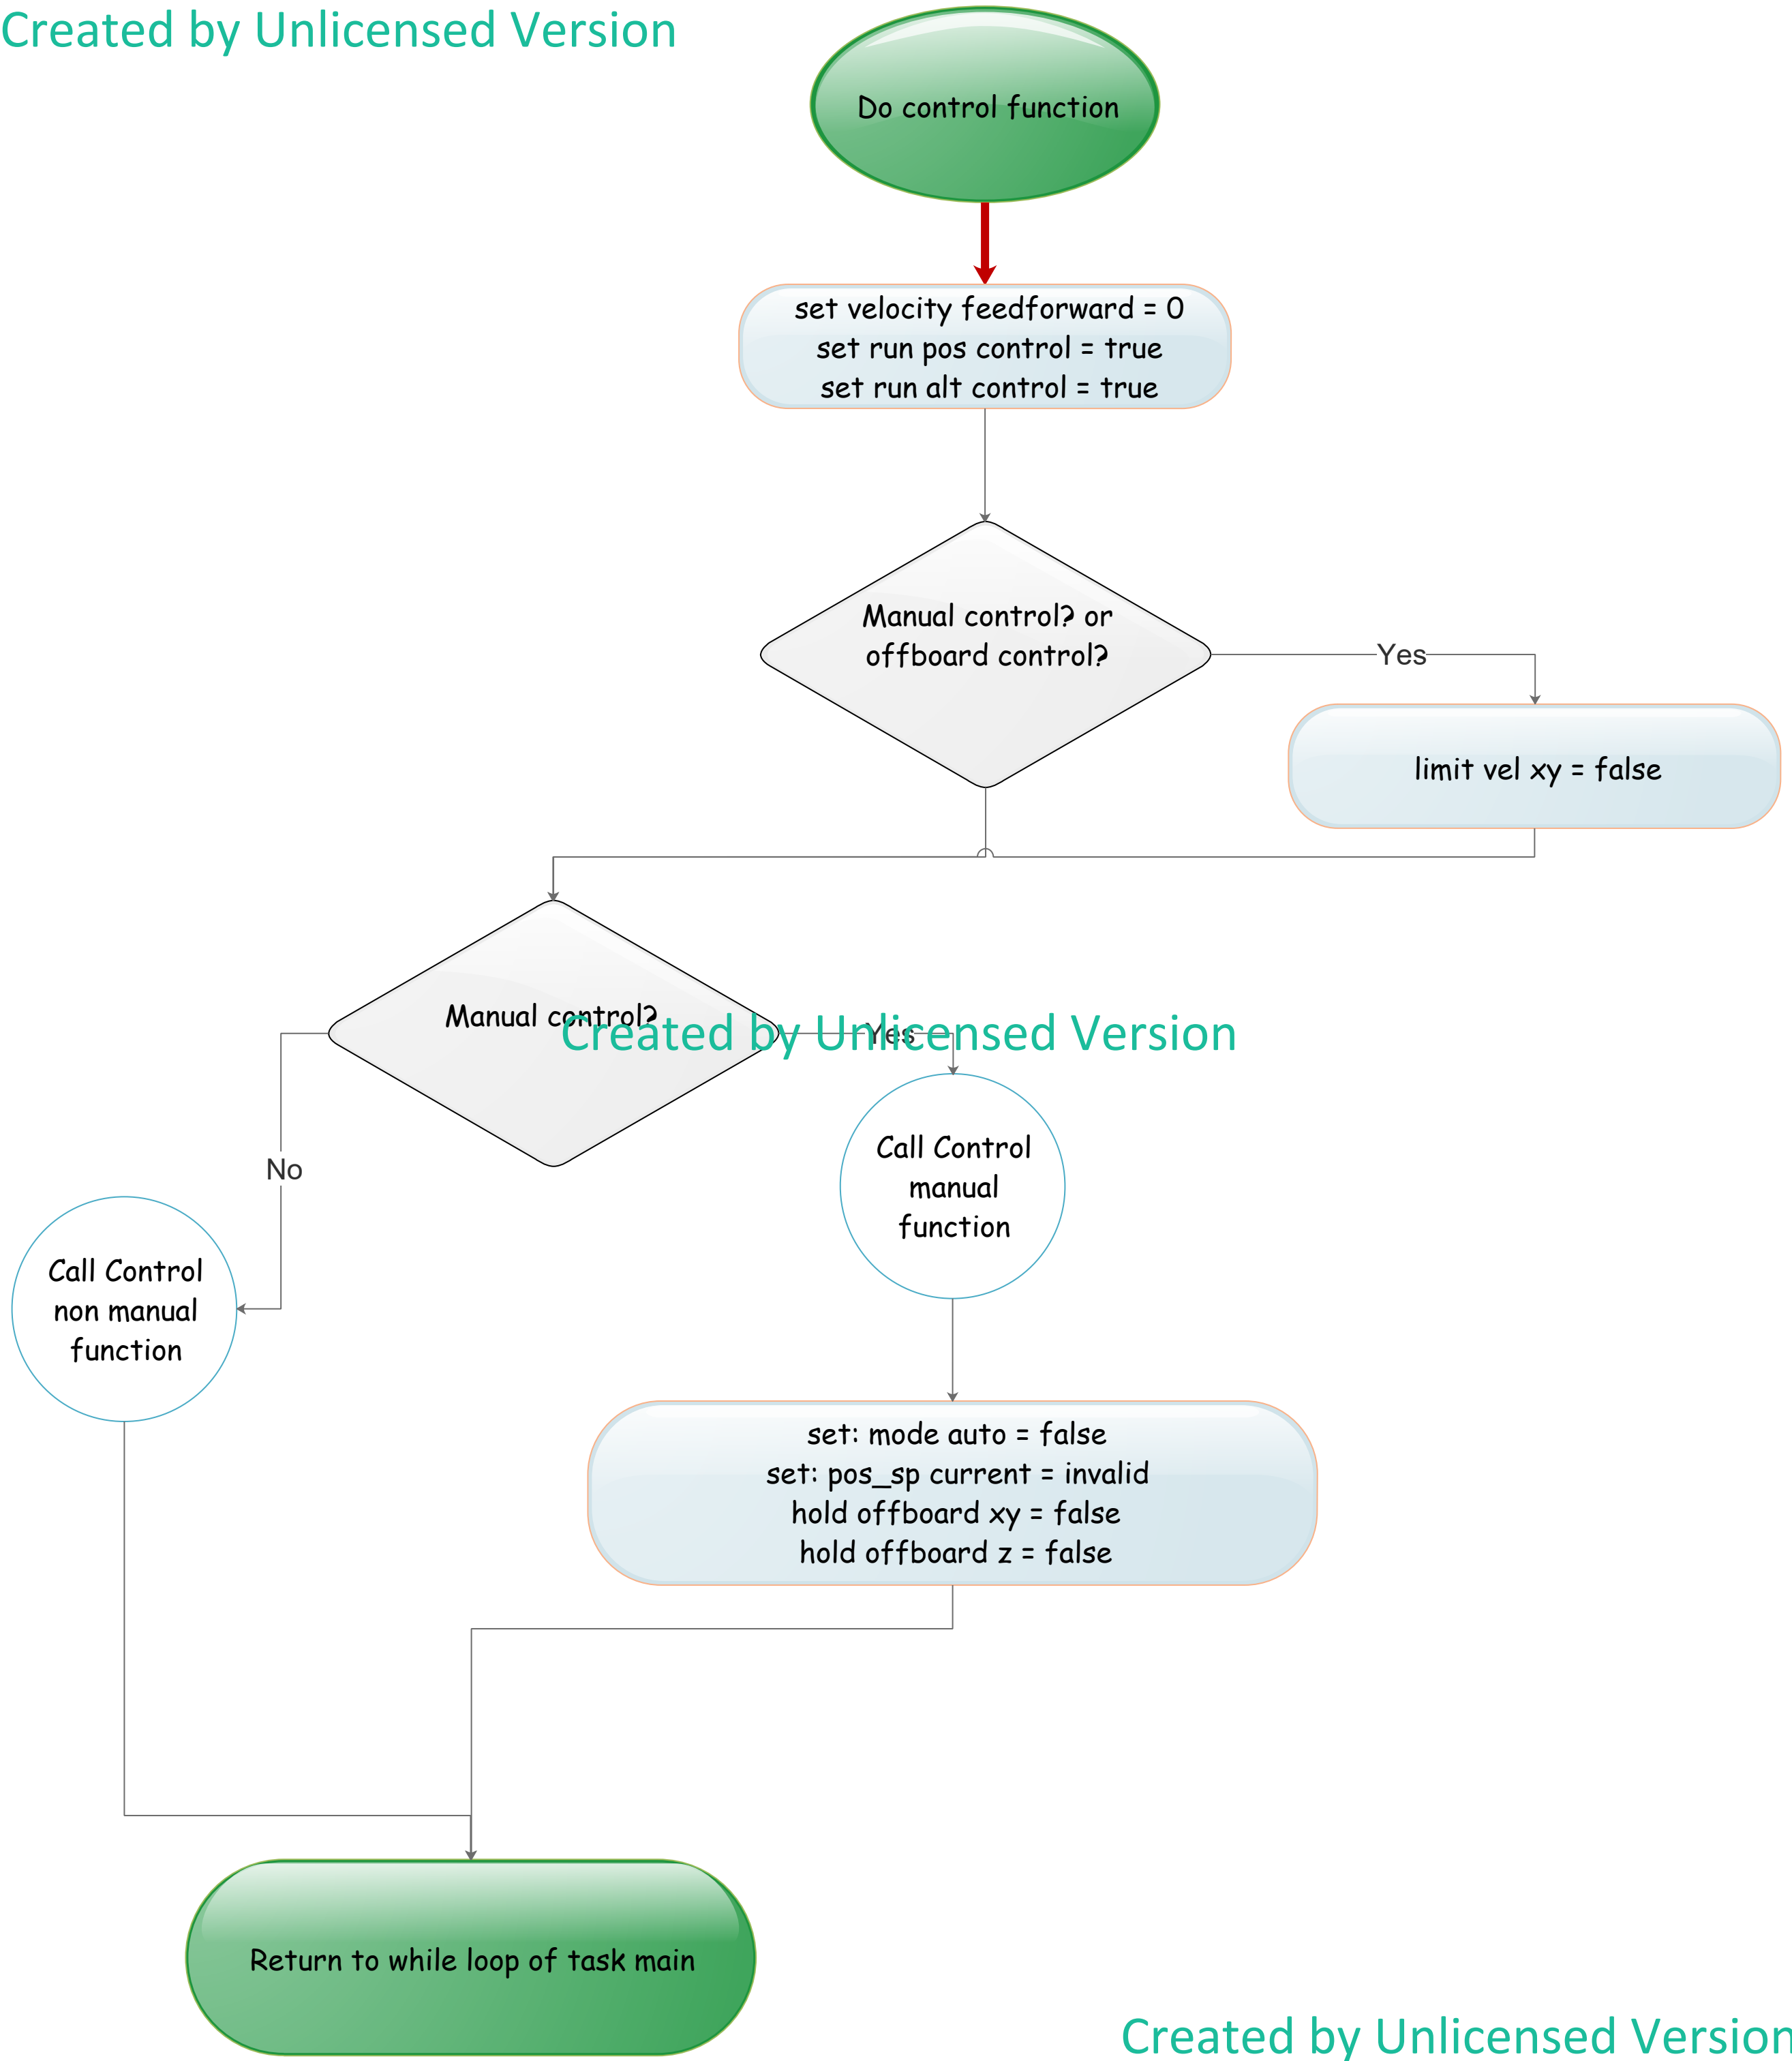 Created by Unlicensed Version
Do control function
set velocity feedforward = 0
set run pos control = true
set run alt control = true
Manual control? or
offboard control?
Yes
limit vel xy = false
Manual control?
Yes
Created by Unlicensed Version
No
Call Control
manual
function
Call Control
non manual
function
set: mode auto = false
set: pos_sp current = invalid
hold offboard xy = false
hold offboard z = false
Return to while loop of task main
Created by Unlicensed Version